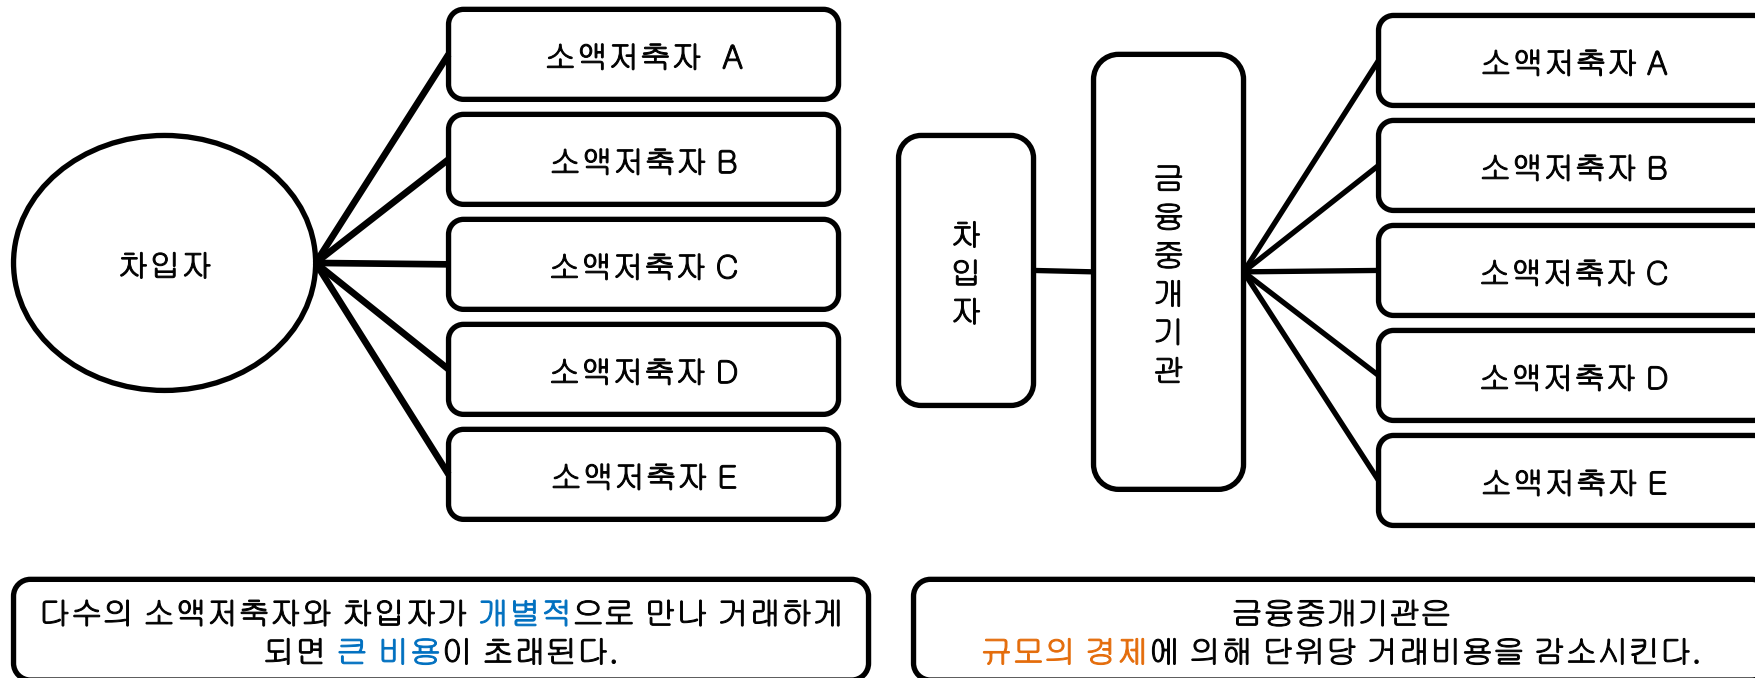 소액저축자 A
소액저축자 B
소액저축자 C
소액저축자 D
소액저축자 E
차입자
다수의 소액저축자와 차입자가 개별적으로 만나 거래하게
되면 큰 비용이 초래된다.
차입자
금융중개기관
소액저축자 A
소액저축자 B
소액저축자 C
소액저축자 D
소액저축자 E
금융중개기관은
규모의 경제에 의해 단위당 거래비용을 감소시킨다.